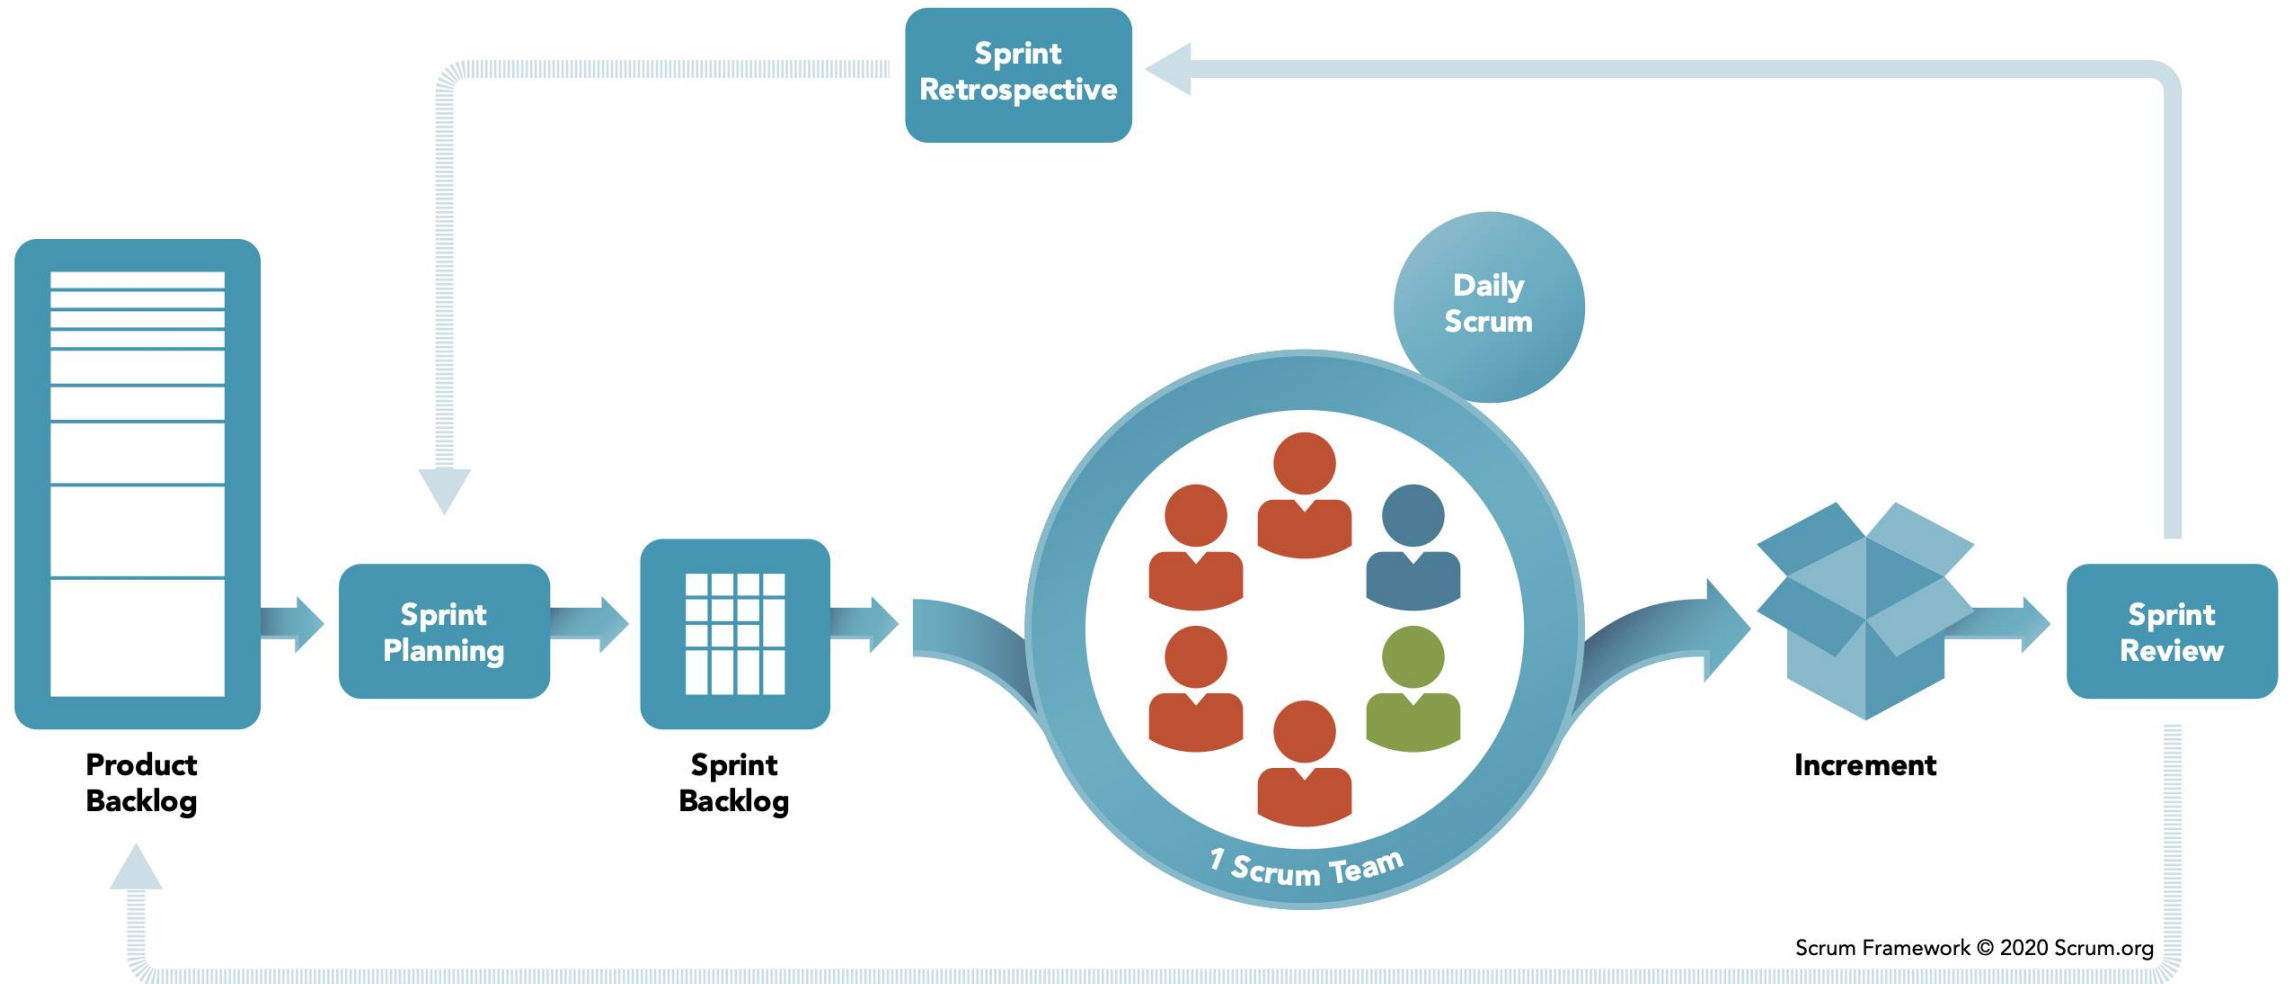 Sprint
Retrospective
Daily
Scrum
Sprint
Planning
Sprint
Review
Product
Backlog
Sprint
Backlog
Increment
1 Scrum Team
Scrum Framework © 2020 Scrum.org